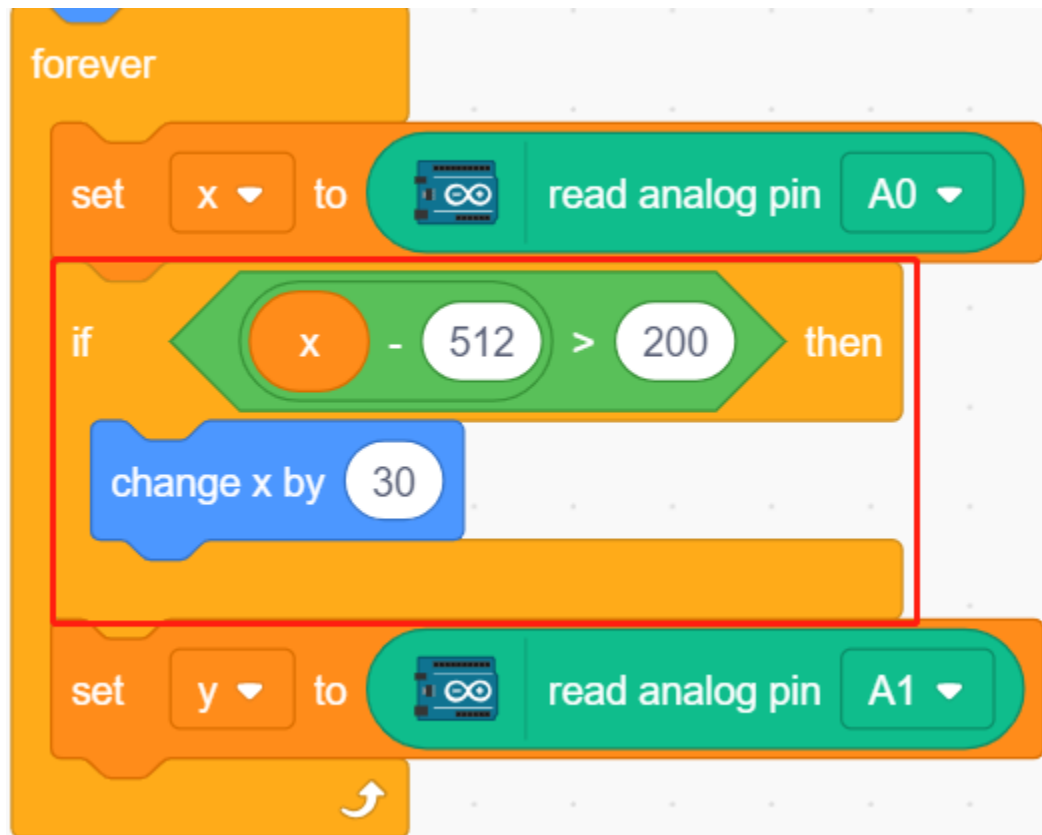 forever
set x to read analog pin A0
if x - 512 > 200 then
change x by 30
set y to read analog pin A1